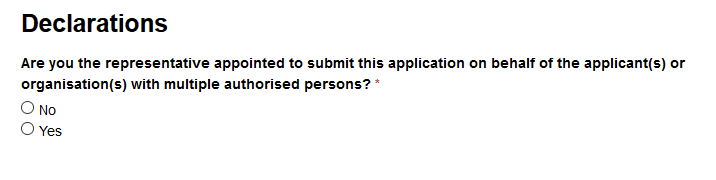 Declarations
Are you the representative appointed to submit this application on behalf of the applicant(s) or
organisation(s) with multiple authorised persons? *
No
Yes